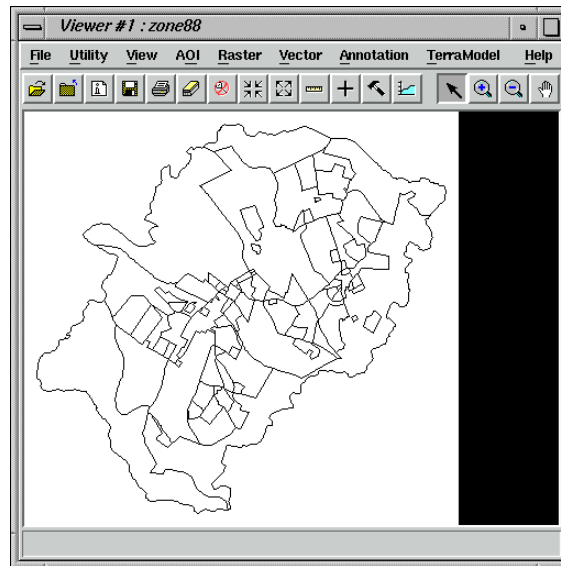 Viewer #1 : zone88
File Utility View AOI Raster Vector Annotation TerraModel Help